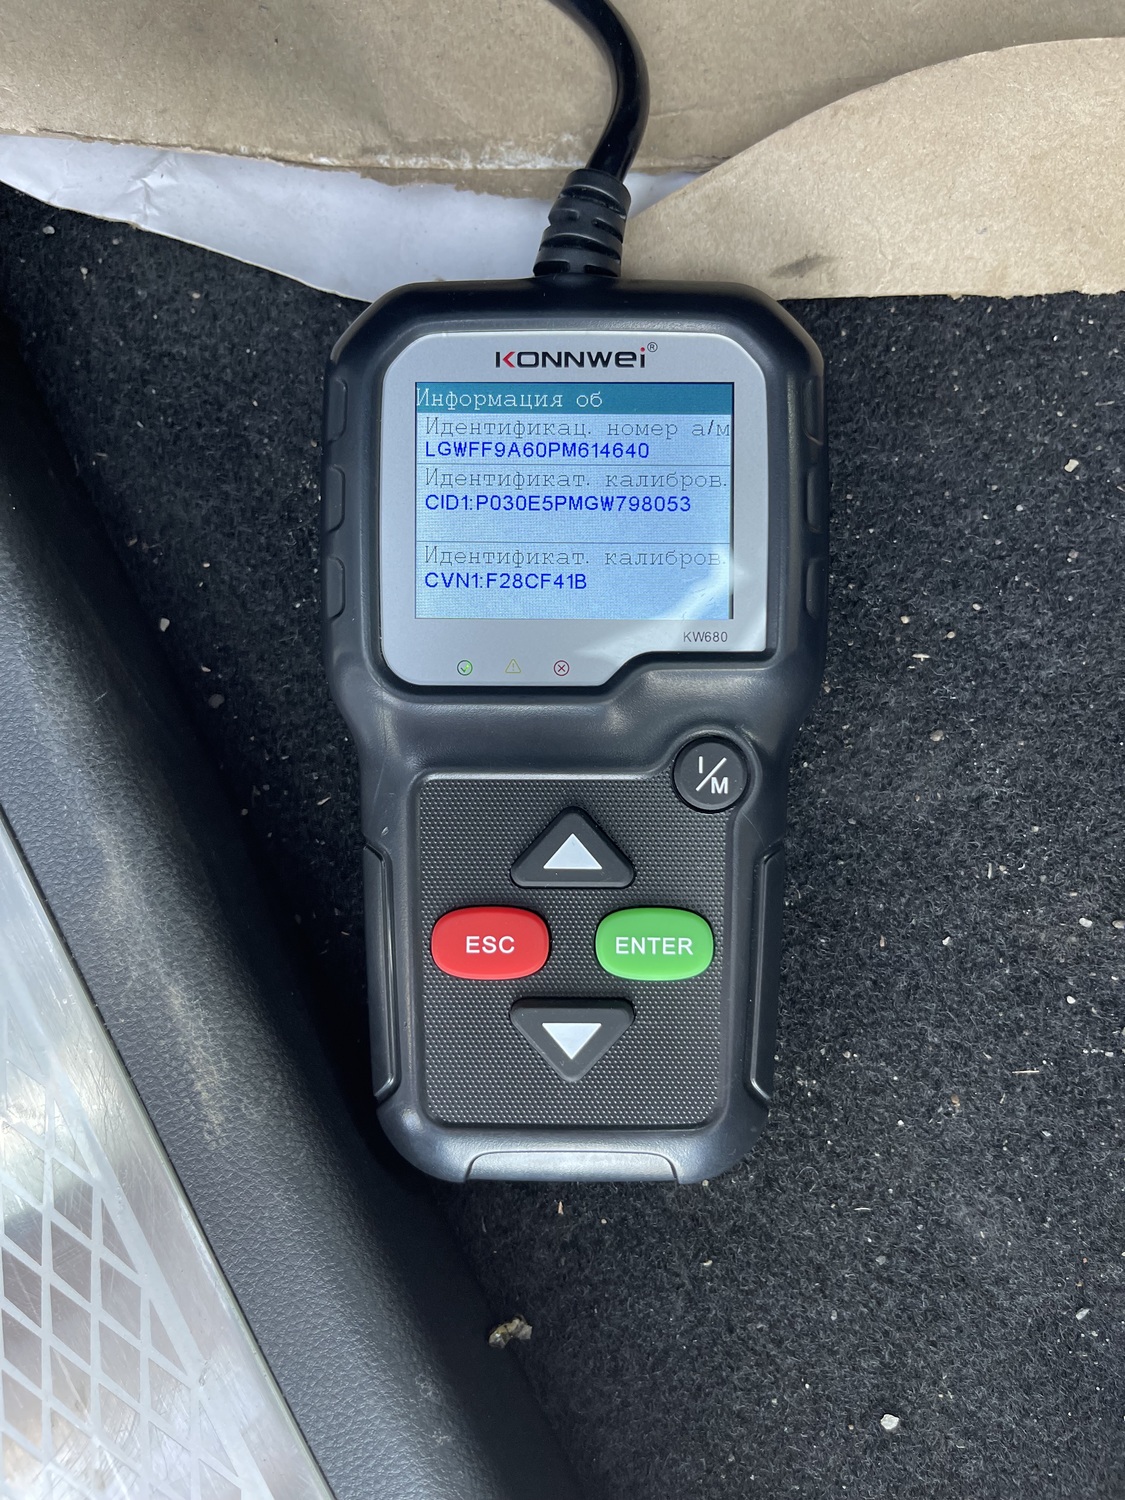 KONNWEI®
Информация об
Идентификац. номер а/м
LGWFF9A60PM614640
Идентификат. калибров.
CID1:P030E5PMGW798053
Идентификат. калибров.
CVN1:F28CF41B
KW680
I/M
ESC
ENTER